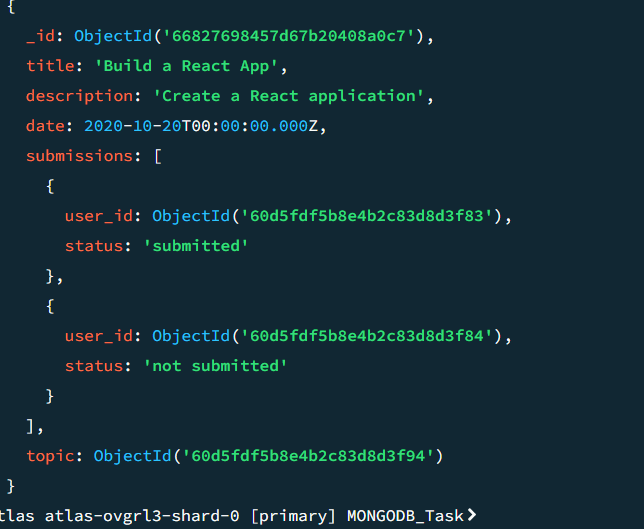 {
_id: ObjectId('66827698457d67b20408a0c7'),
title: 'Build a React App',
description: 'Create a React application',
date: 2020-10-20T00:00:00.000Z,
submissions: [
{
user_id: ObjectId('60d5fdf5b8e4b2c83d8d3f83'),
status: 'submitted'
},
{
user_id: ObjectId('60d5fdf5b8e4b2c83d8d3f84'),
status: 'not submitted'
}
],
topic: ObjectId('60d5fdf5b8e4b2c83d8d3f94')
}
tlas atlas-ovgrl3-shard-0 [primary] MONGODB_Task>